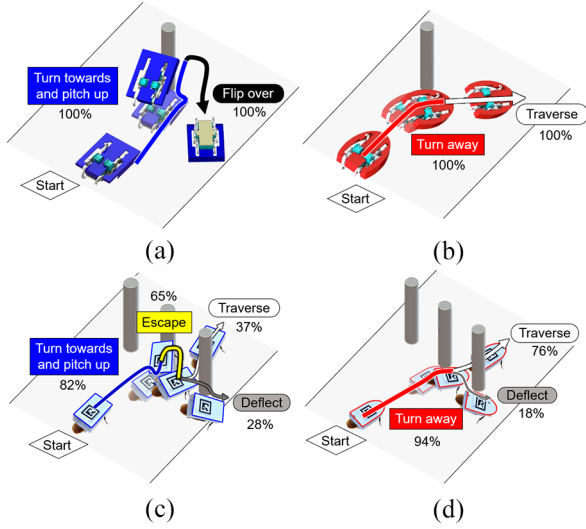 Turn towards
and pitch up
100%
Flip over
100%
Start
(a)
Traverse
100%
Turn away
100%
Start
(b)
65%
Escape
Traverse
37%
Turn towards
and pitch up
82%
Deflect
28%
Start
(c)
Traverse
76%
Deflect
18%
Turn away
94%
Start
(d)